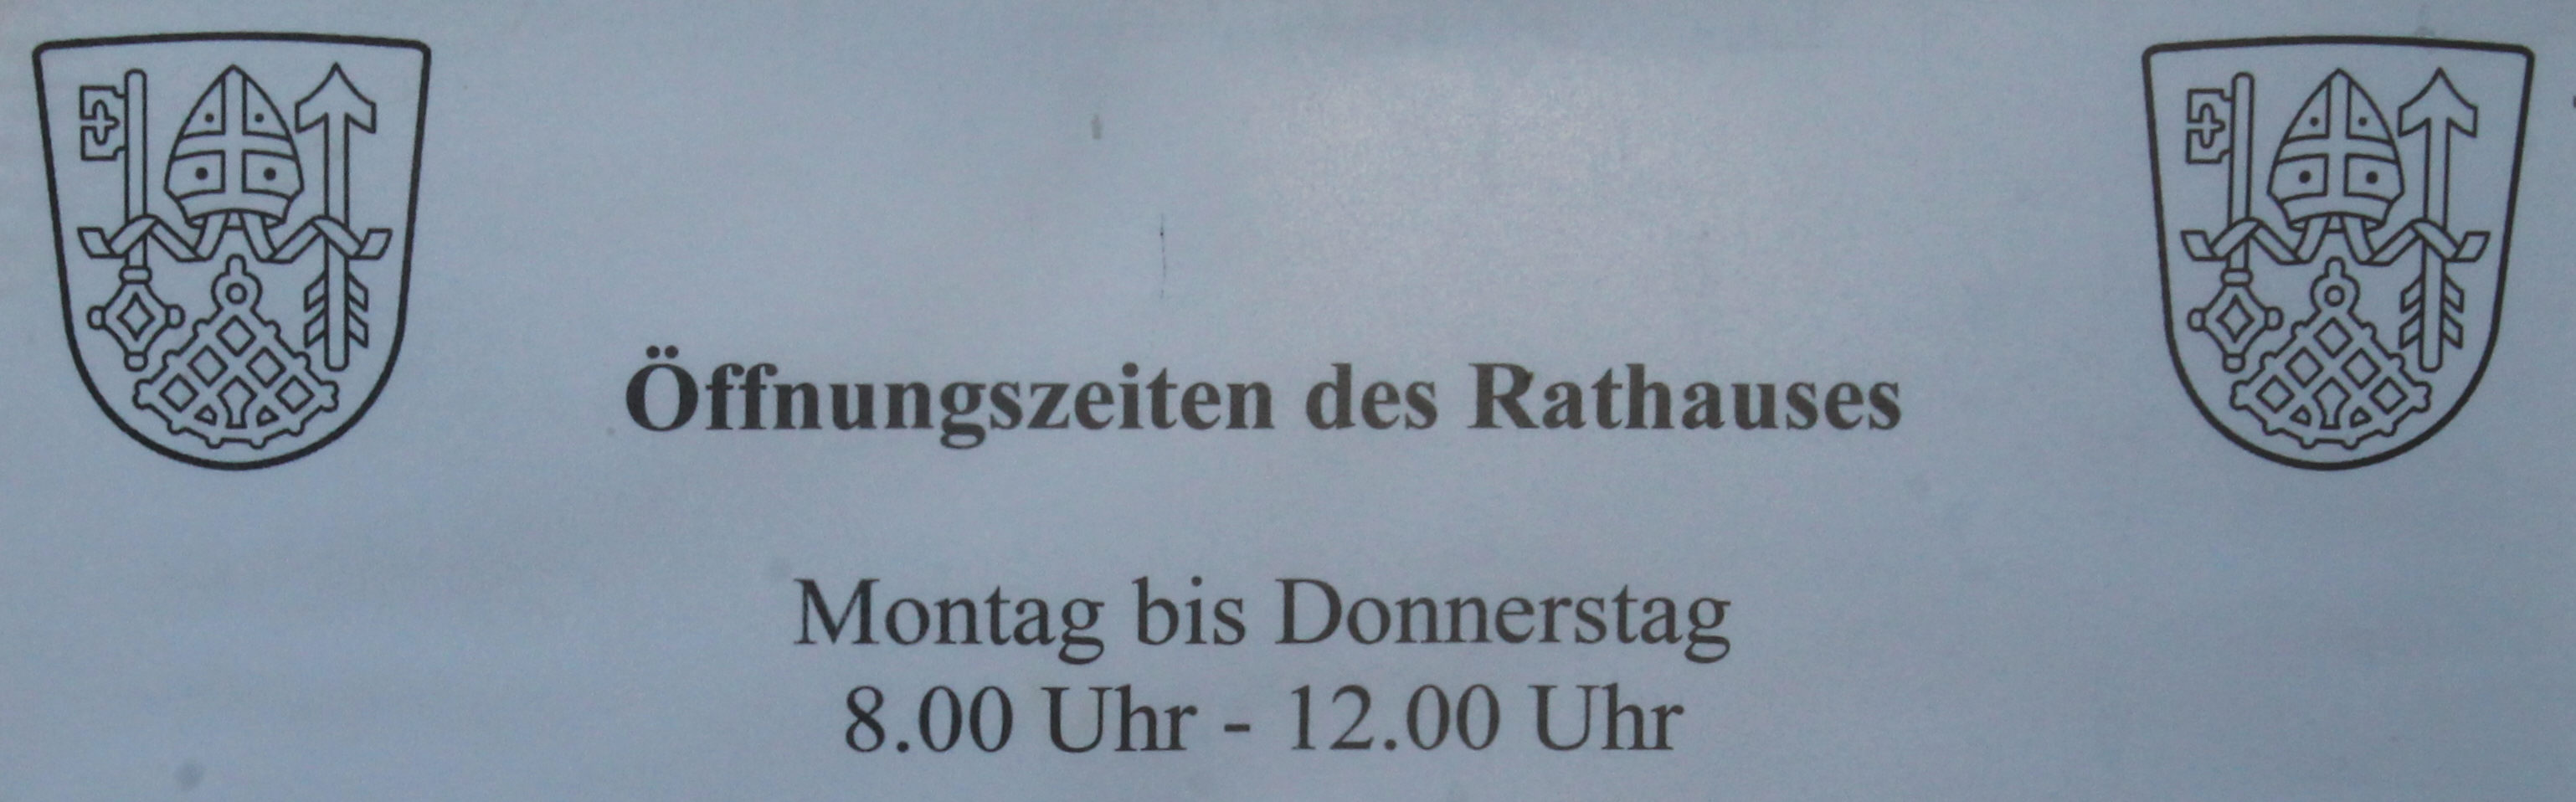 Öffnungszeiten des Rathauses
Montag bis Donnerstag
8.00 Uhr - 12.00 Uhr